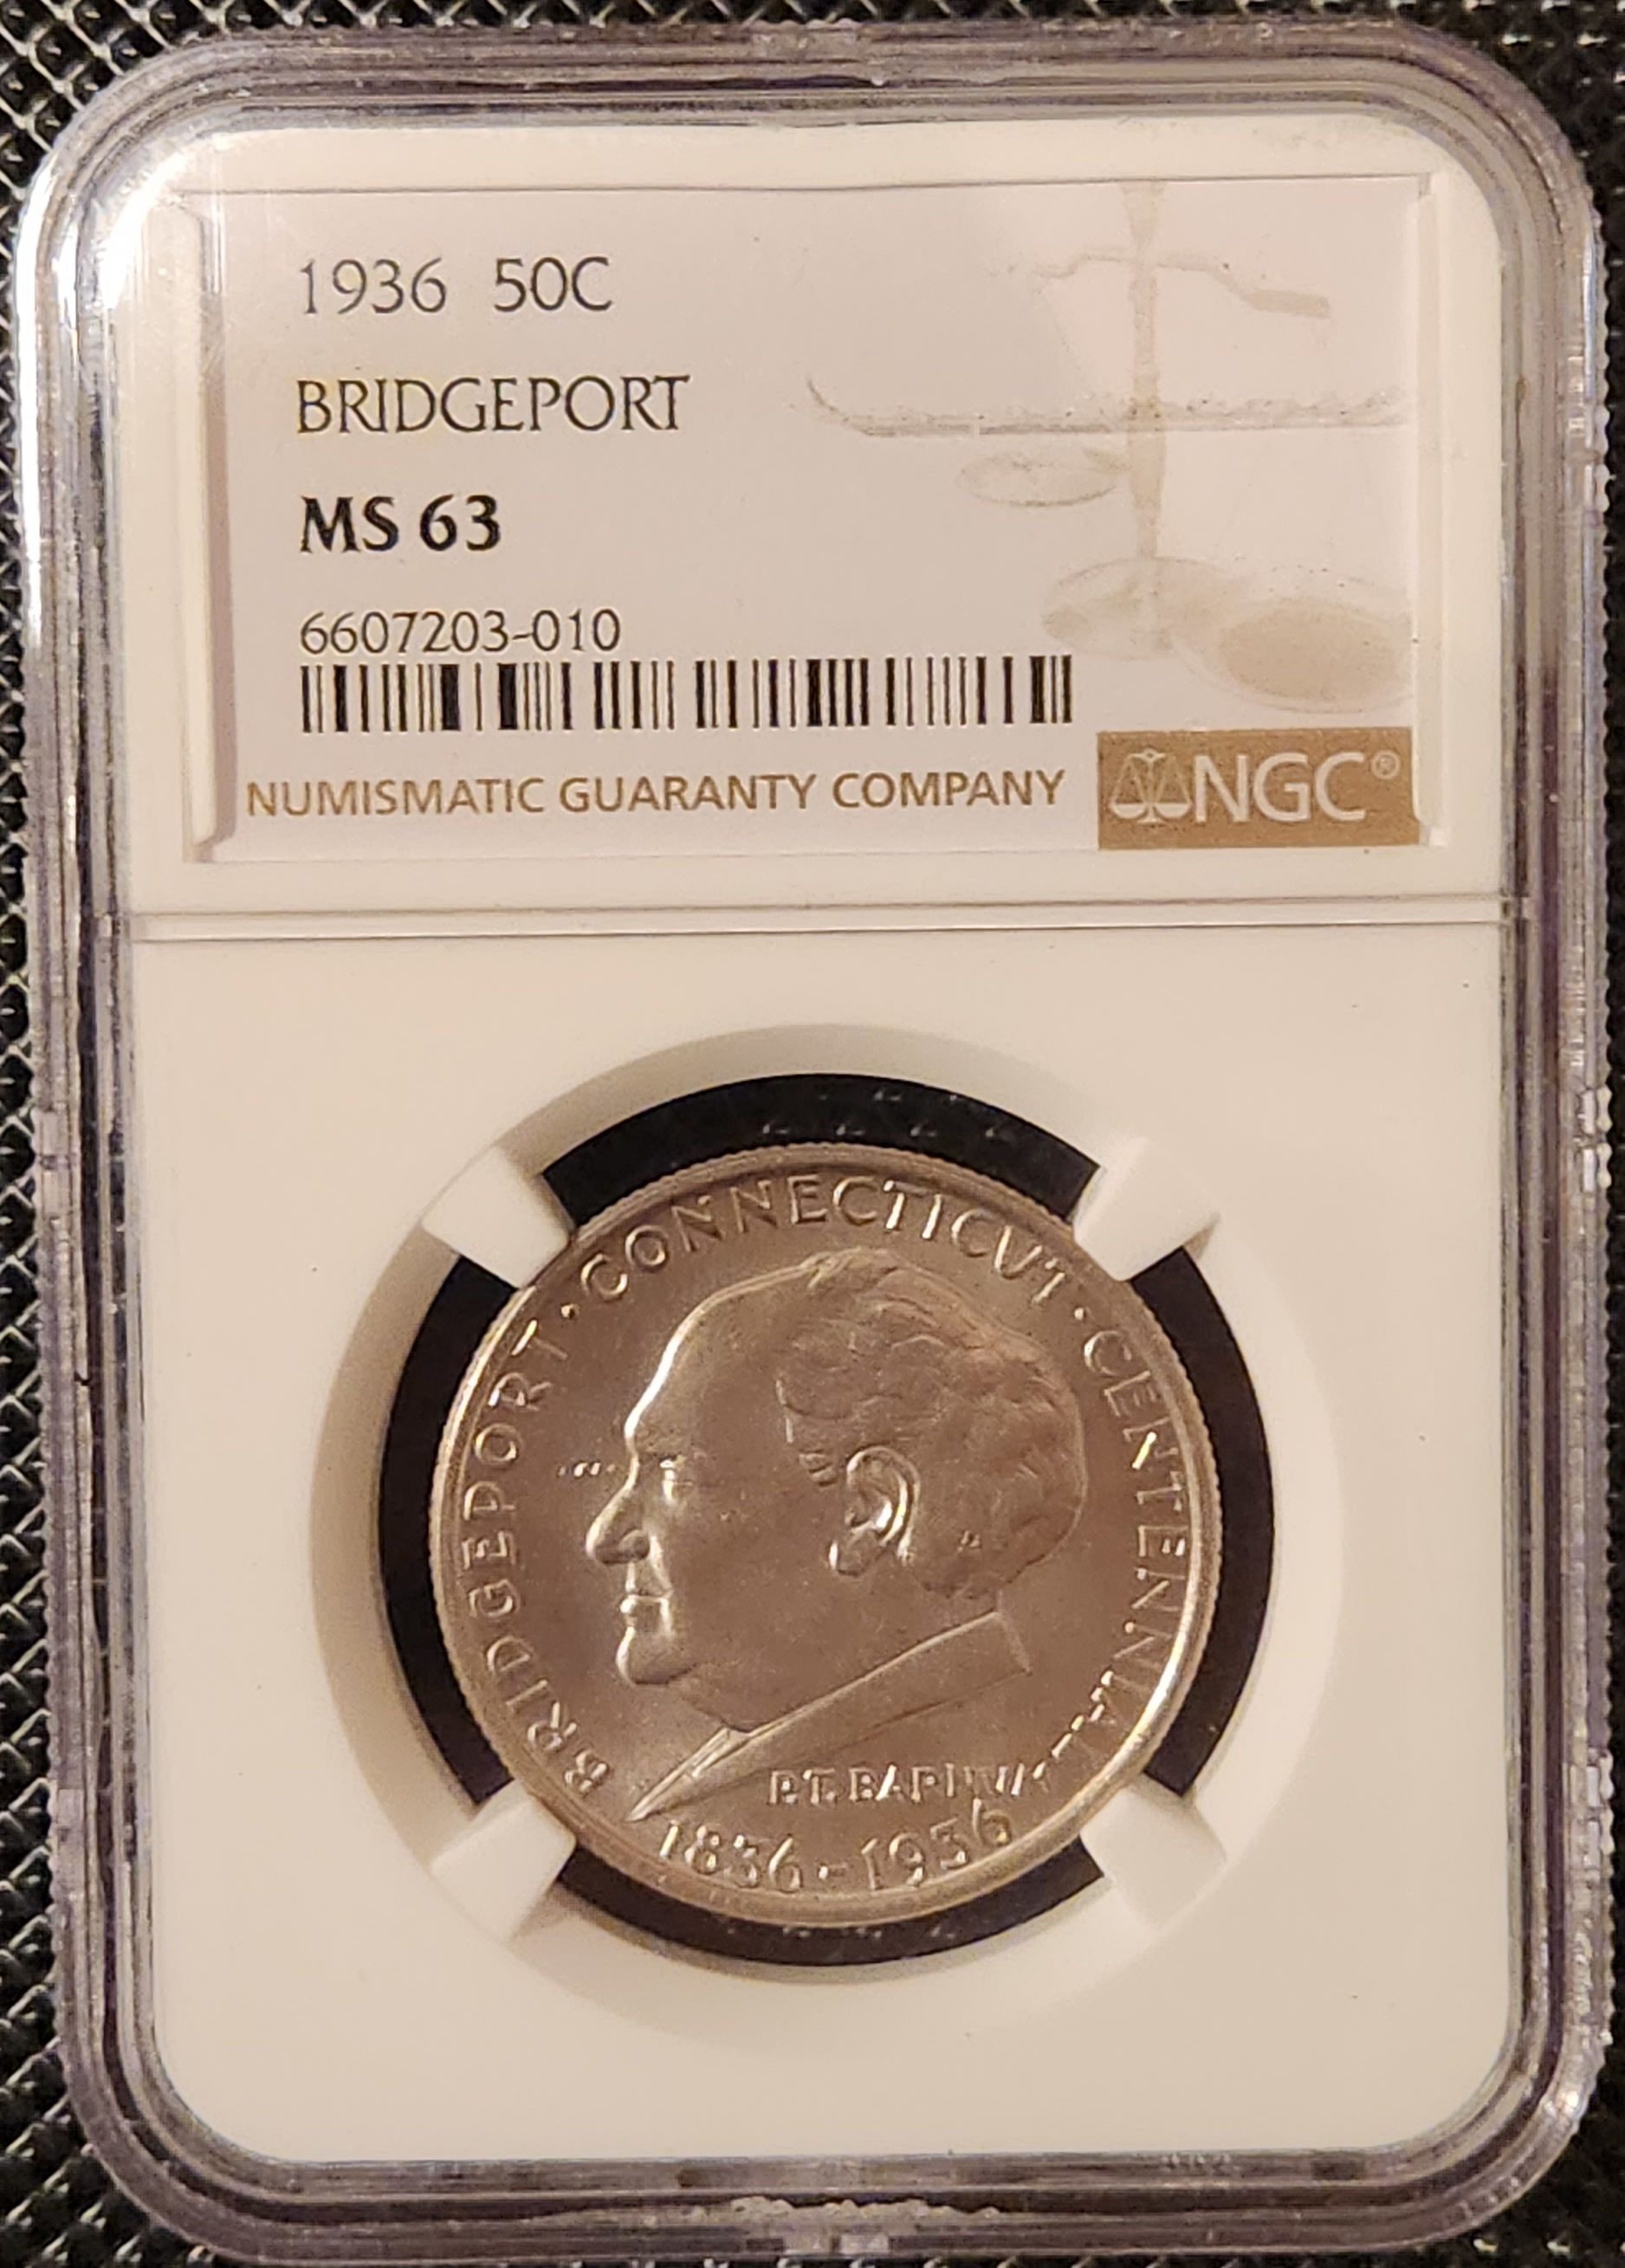 1936 50C
BRIDGEPORT
MS 63
6607203-010
NUMISMATIC GUARANTY COMPANY
NGC®
BRIDGEPORT · CONNECTICUT · CENTENNIAL
P.T. BARNUM
1836-1936